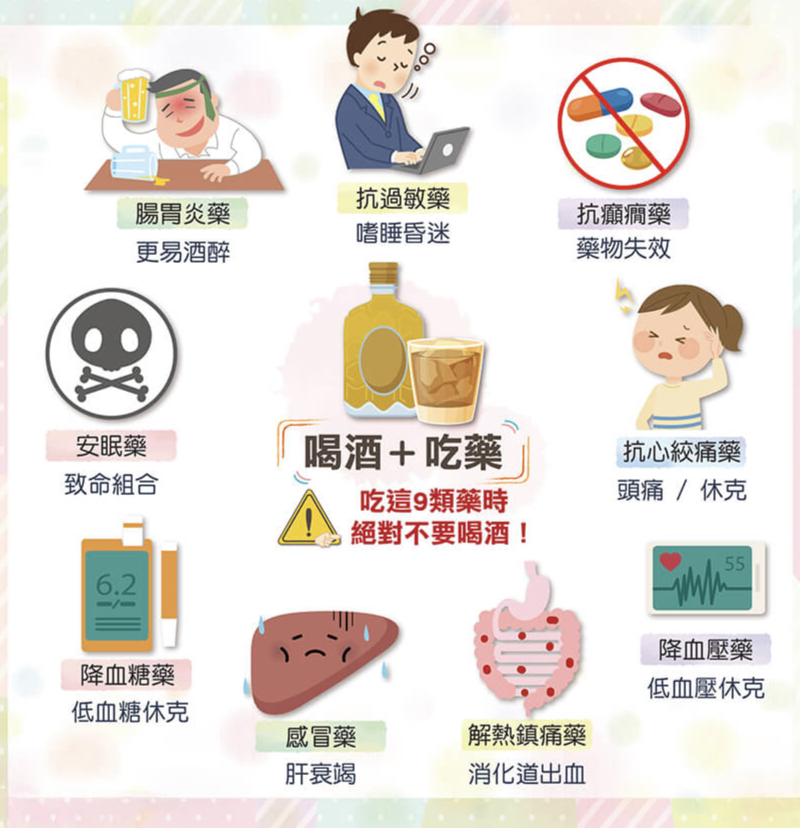 腸胃炎藥
更易酒醉
抗過敏藥
嗜睡昏迷
抗癲癇藥
藥物失效
安眠藥
致命組合
喝酒+吃藥
吃這9類藥時
絕對不要喝酒！
抗心絞痛藥
頭痛 / 休克
6.2
-/-
降血糖藥
低血糖休克
感冒藥
肝衰竭
解熱鎮痛藥
消化道出血
55
降血壓藥
低血壓休克